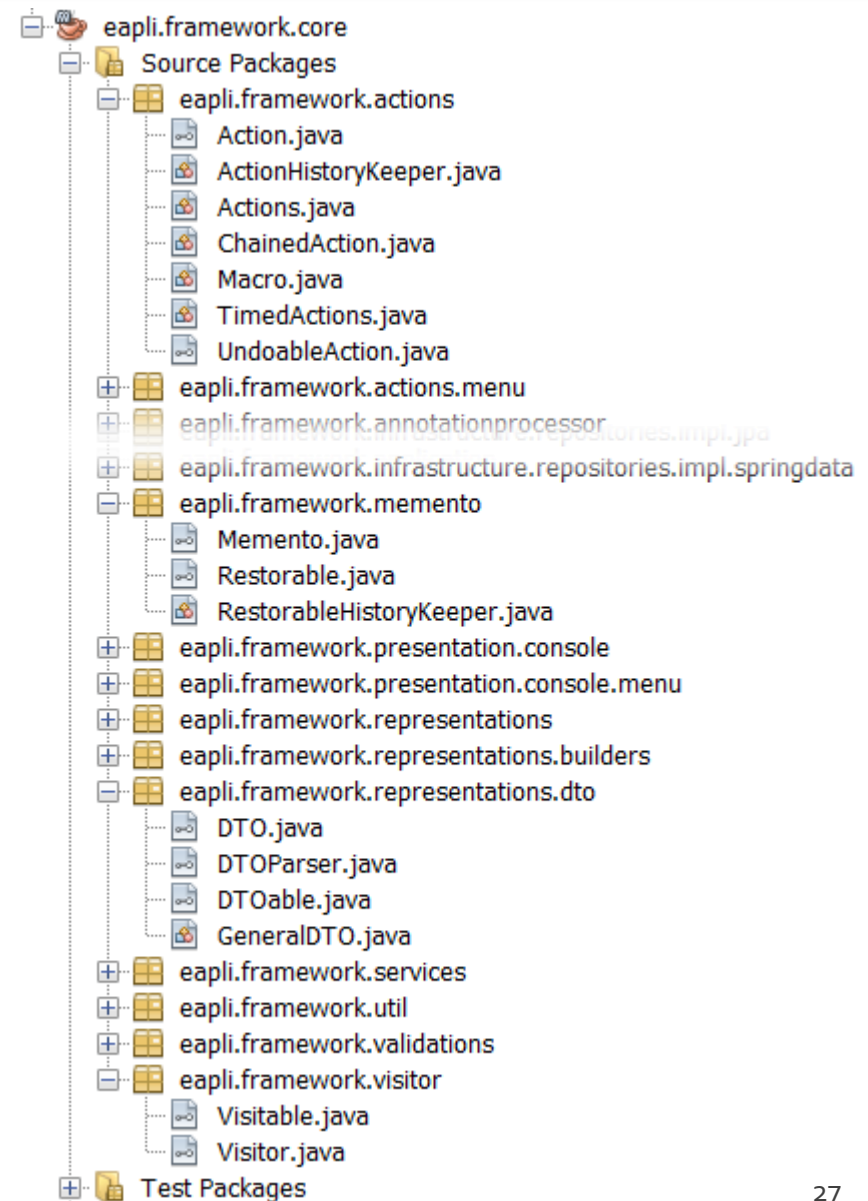 eapli.framework.core
Source Packages
eapli.framework.actions
Action.java
ActionHistoryKeeper.java
Actions.java
ChainedAction.java
Macro.java
TimedActions.java
UndoableAction.java
eapli.framework.actions.menu
eapli.framework.annotationprocessor
eapli.framework.infrastructure.repositories.impl.springdata
eapli.framework.memento
Memento.java
Restorable.java
RestorableHistoryKeeper.java
eapli.framework.presentation.console
eapli.framework.presentation.console.menu
eapli.framework.representations
eapli.framework.representations.builders
eapli.framework.representations.dto
DTO.java
DTOParser.java
DTOable.java
GeneralDTO.java
eapli.framework.services
eapli.framework.util
eapli.framework.validations
eapli.framework.visitor
Visitable.java
Visitor.java
Test Packages
27